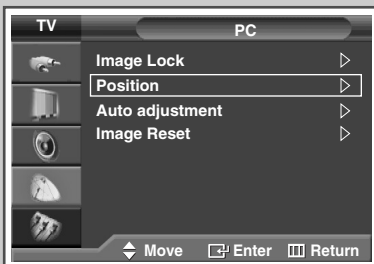 TV PC
Image Lock
Position
Auto adjustment
Image Reset
Move Enter Return